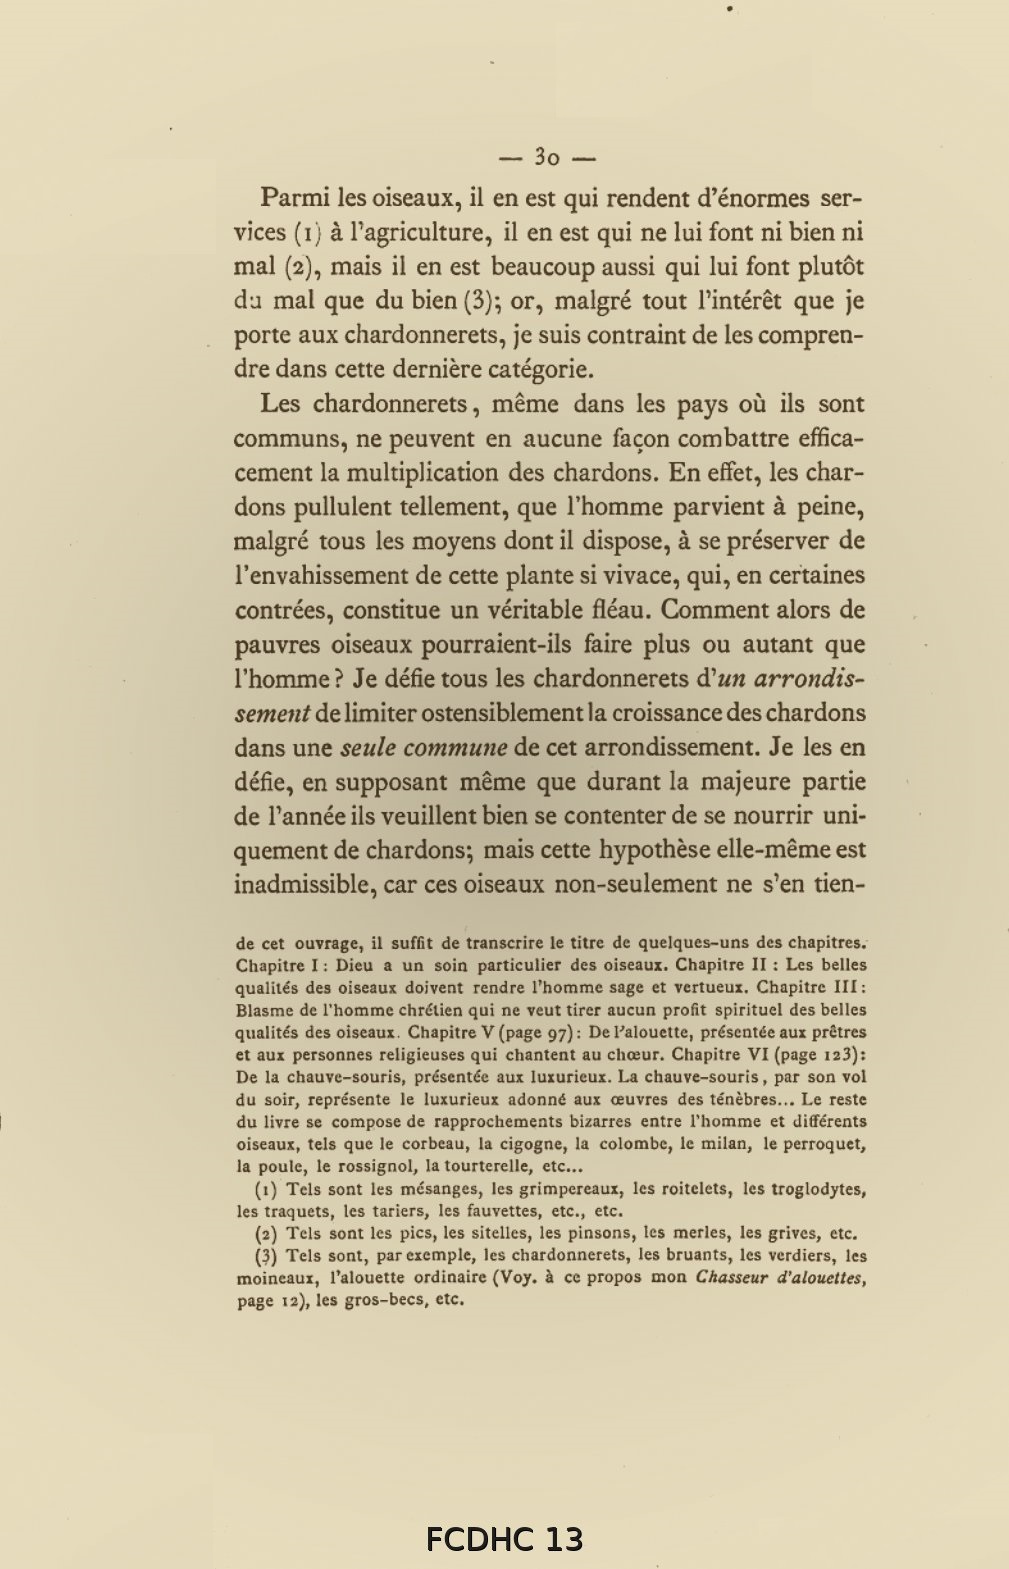 — 30 —
Parmi les oiseaux, il en est qui rendent d'énormes ser-
vices (1) à l'agriculture, il en est qui ne lui font ni bien ni
mal (2), mais il en est beaucoup aussi qui lui font plutôt
du mal que du bien (3); or, malgré tout l'intérêt que je
porte aux chardonnerets, je suis contraint de les compren-
dre dans cette dernière catégorie.
Les chardonnerets, même dans les pays où ils sont
communs, ne peuvent en aucune façon combattre effica-
cement la multiplication des chardons. En effet, les char-
dons pullulent tellement, que l'homme parvient à peine,
malgré tous les moyens dont il dispose, à se préserver de
l'envahissement de cette plante si vivace, qui, en certaines
contrées, constitue un véritable fléau. Comment alors de
pauvres oiseaux pourraient-ils faire plus ou autant que
l'homme? Je défie tous les chardonnerets d'un arrondis-
sement de limiter ostensiblement la croissance des chardons
dans une seule commune de cet arrondissement. Je les en
défie, en supposant même que durant la majeure partie
de l'année ils veuillent bien se contenter de se nourrir uni-
quement de chardons; mais cette hypothèse elle-même est
inadmissible, car ces oiseaux non-seulement ne s'en tien-
de cet ouvrage, il suffit de transcrire le titre de quelques-uns des chapitres.
Chapitre I : Dieu a un soin particulier des oiseaux. Chapitre II : Les belles
qualités des oiseaux doivent rendre l'homme sage et vertueux. Chapitre III :
Blasme de l'homme chrétien qui ne veut tirer aucun profit spirituel des belles
qualités des oiseaux. Chapitre V (page 97) : De l'alouette, présentée aux prêtres
et aux personnes religieuses qui chantent au chœur. Chapitre VI (page 123):
De la chauve-souris, présentée aux luxurieux. La chauve-souris, par son vol
du soir, représente le luxurieux adonné aux œuvres des ténèbres... Le reste
du livre se compose de rapprochements bizarres entre l'homme et différents
oiseaux, tels que le corbeau, la cigogne, la colombe, le milan, le perroquet,
la poule, le rossignol, la tourterelle, etc...
(1) Tels sont les mésanges, les grimpereaux, les roitelets, les troglodytes,
les traquets, les tariers, les fauvettes, etc., etc.
(2) Tels sont les pics, les sitelles, les pinsons, les merles, les grives, etc.
(3) Tels sont, par exemple, les chardonnerets, les bruants, les verdiers, les
moineaux, l'alouette ordinaire (Voy. à ce propos mon Chasseur d'alouettes,
page 12), les gros-becs, etc.
FCDHC 13